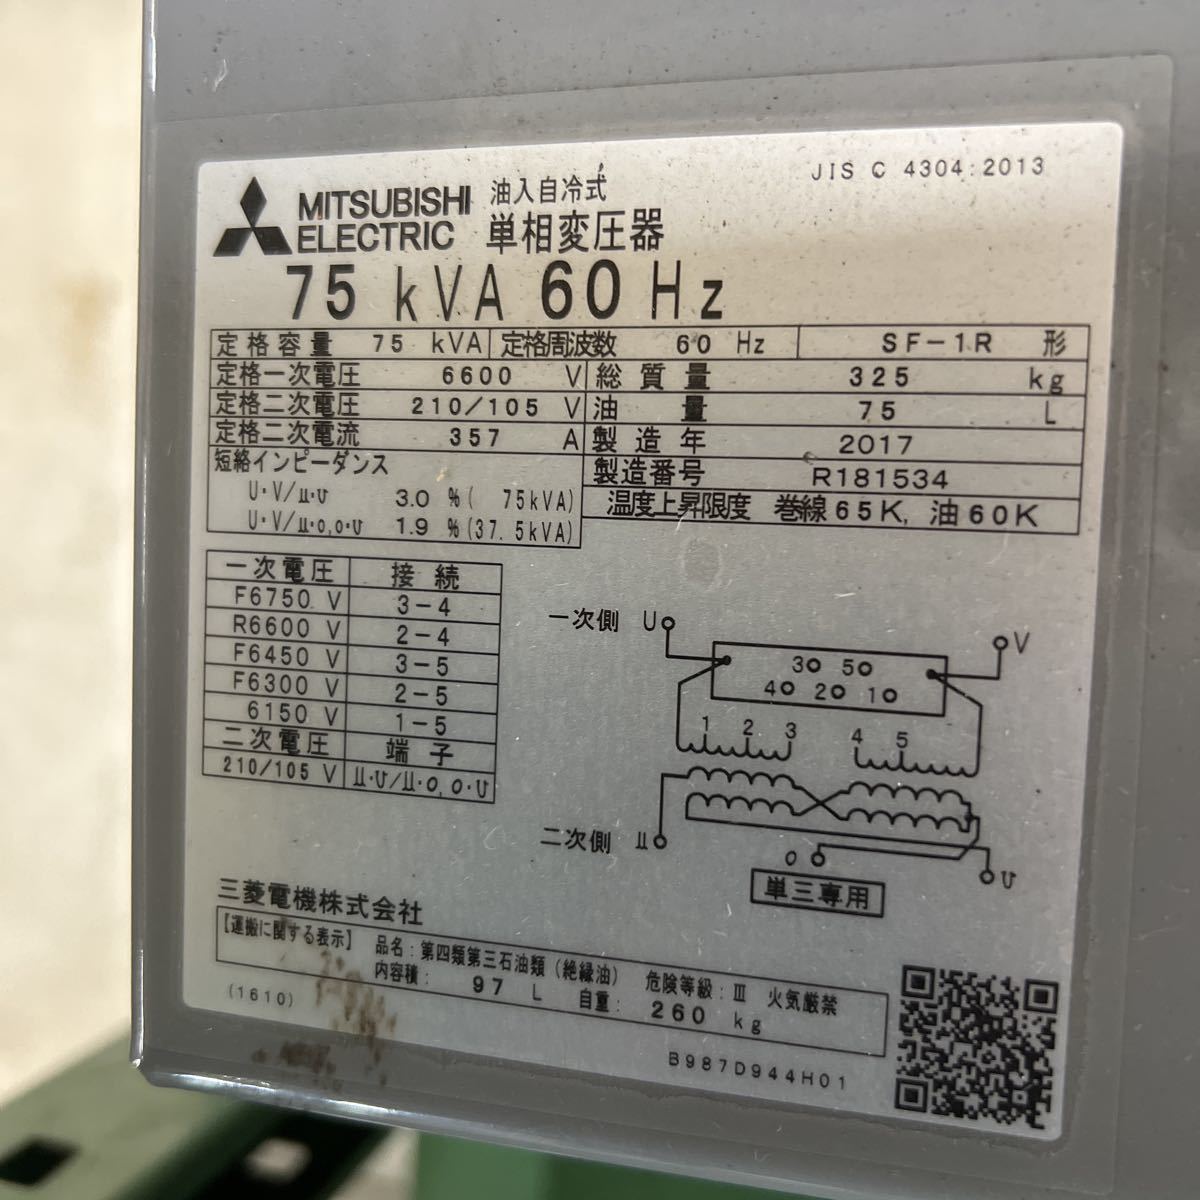 JIS C 4304:2013
MITSUBISHI ELECTRIC
油入自冷式
単相変圧器
75 kVA 60 Hz
定格容量 75 kVA 定格周波数 60 Hz SF-1R 形
定格一次電圧 6600 V 総質量 325 kg
定格二次電圧 210/105 V 油量 75 L
定格二次電流 357 A 製造年 2017
短絡インピーダンス 製造番号 R181534
U・V/u・v 3.0 % ( 75kVA) 温度上昇限度 巻線65K, 油60K
U・V/u・o,o・v 1.9 % (37.5kVA)
一次電圧 接続
F6750 V 3-4
R6600 V 2-4
F6450 V 3-5
F6300 V 2-5
6150 V 1-5
二次電圧 端子
210/105 V u・v/u・o,o・v
一次側 U V
3 5
4 2 1
1 2 3 4 5
二次側 u o v
単三専用
三菱電機株式会社
【運搬に関する表示】 品名:第四類第三石油類(絶縁油) 危険等級:III 火気厳禁
内容積: 97 L 自重: 260 kg
(1610)
B987D944H01